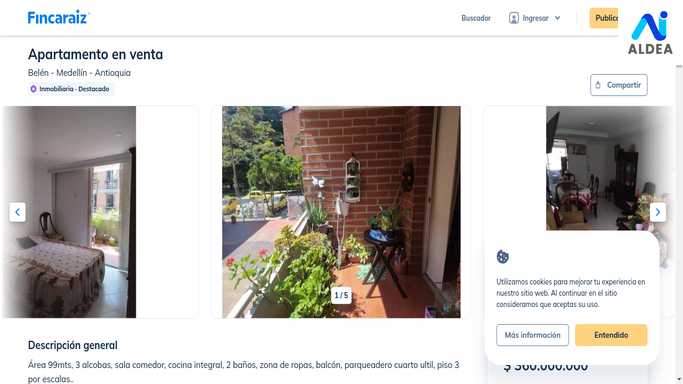 Fincaraíz
Buscador
Ingresar
Public
ALDEA
Apartamento en venta
Belén - Medellín - Antioquia
Inmobiliaria · Destacado
Compartir
1 / 5
Utilizamos cookies para mejorar tu experiencia en
nuestro sitio web. Al continuar en el sitio
consideramos que aceptas su uso.
Más información
Entendido
Descripción general
$ 360.000.000
Área 99mts, 3 alcobas, sala comedor, cocina integral, 2 baños, zona de ropas, balcón, parqueadero cuarto ultil, piso 3
por escalas..